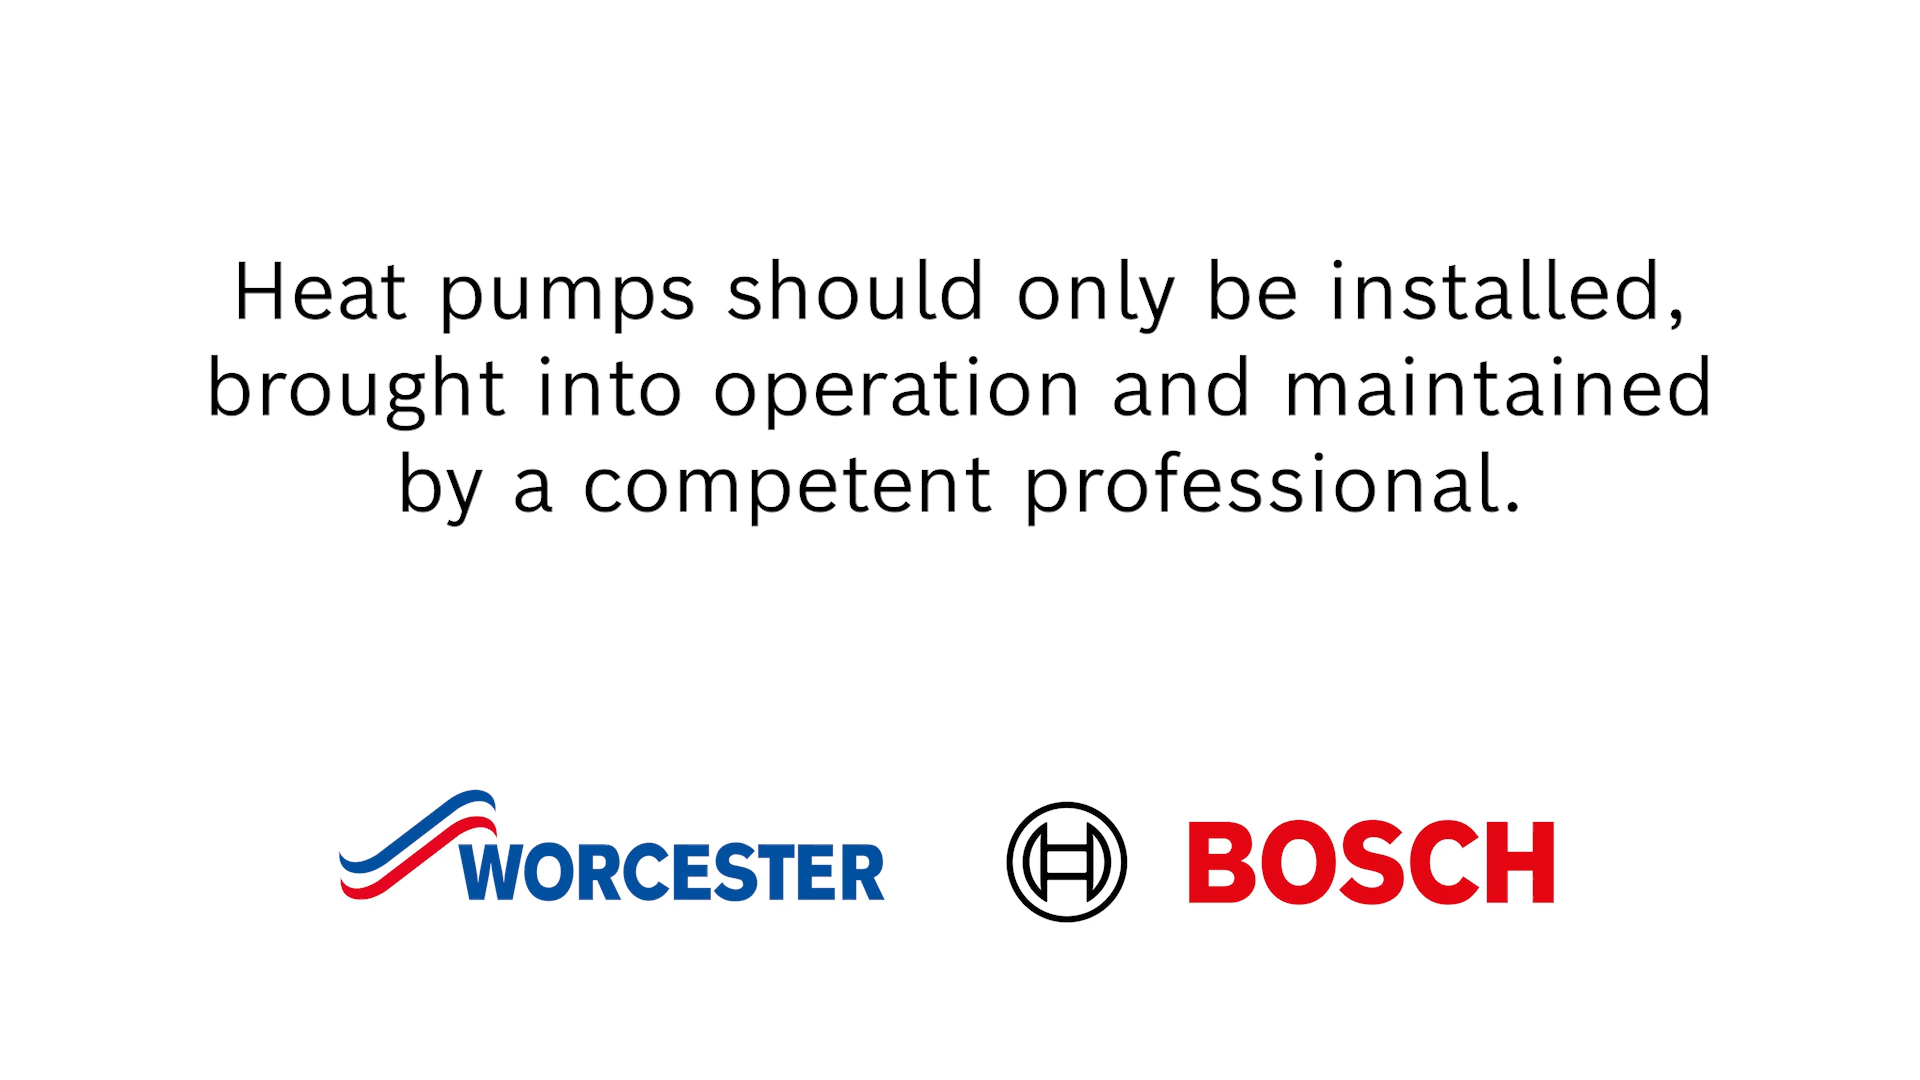 Heat pumps should only be installed,
brought into operation and maintained
by a competent professional.
WORCESTER
BOSCH